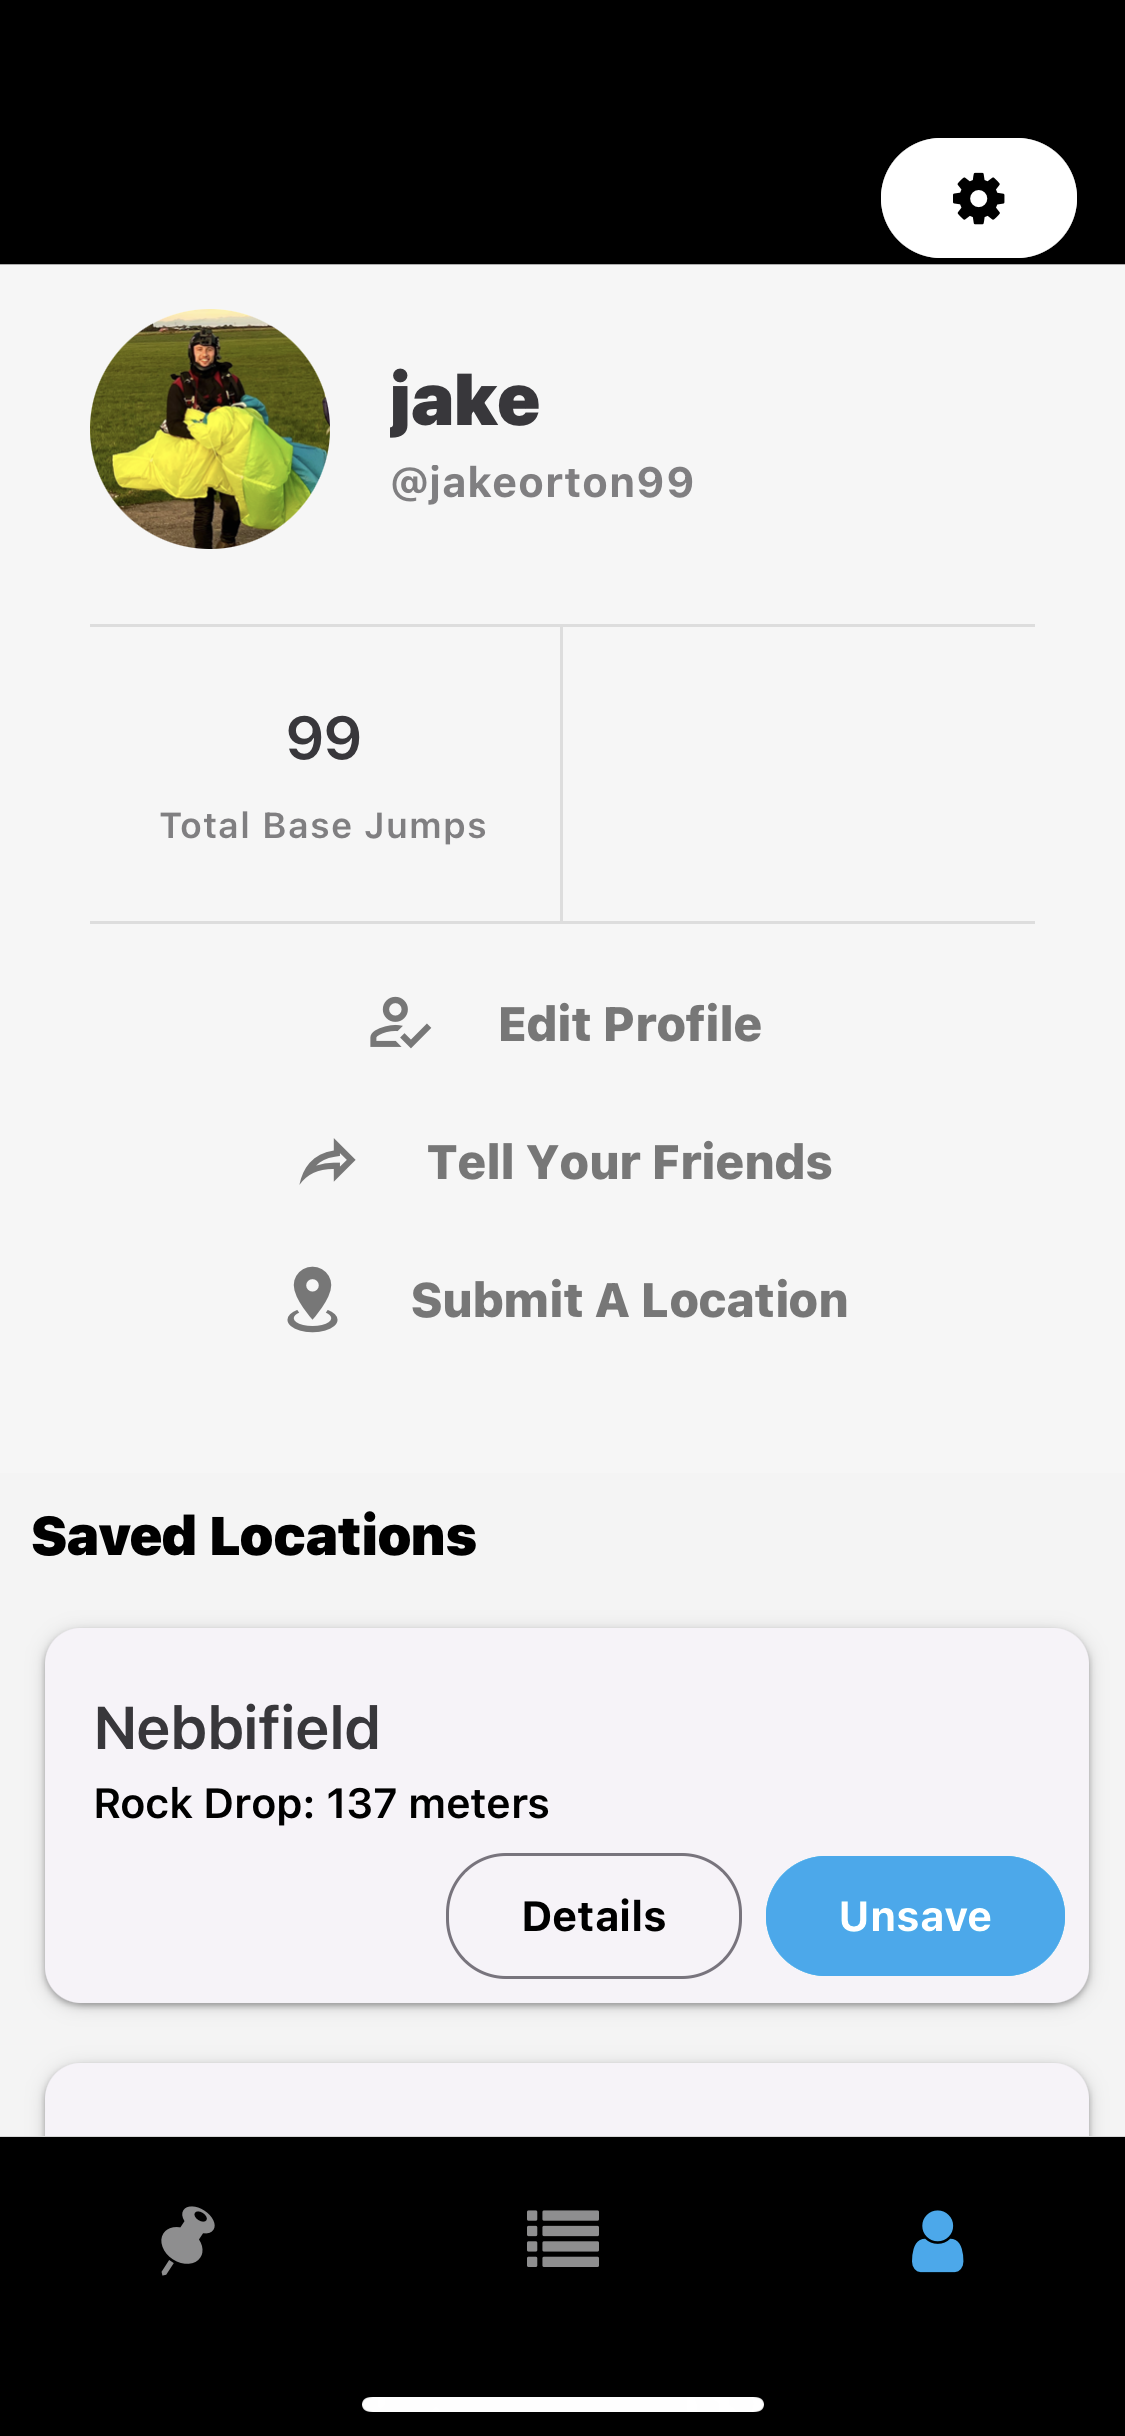 jake
@jakeorton99
99
Total Base Jumps
Edit Profile
Tell Your Friends
Submit A Location
Saved Locations
Nebbifield
Rock Drop: 137 meters
Details
Unsave